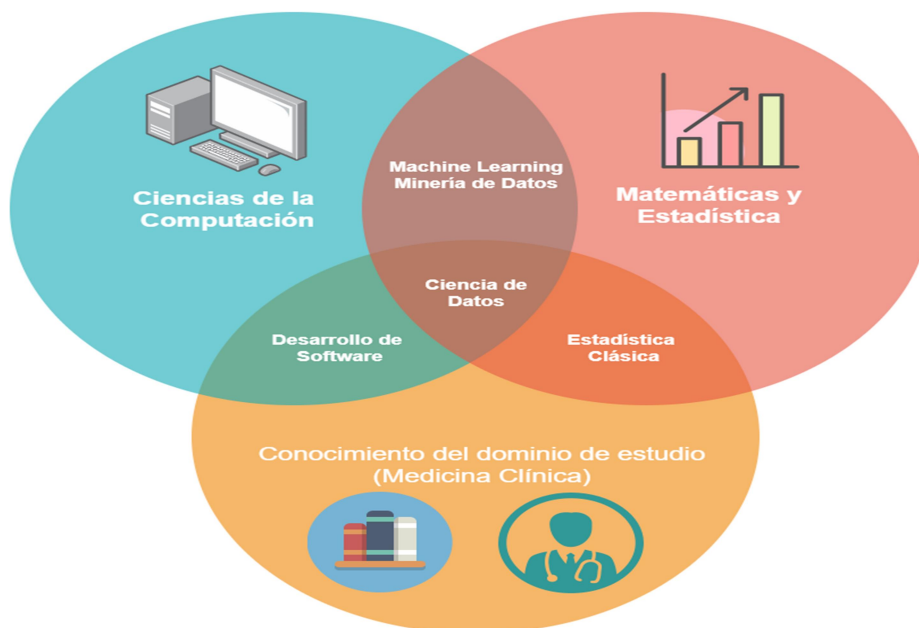 Machine Learning
Minería de Datos
Ciencias de la
Computación
Matemáticas y
Estadística
Ciencia de
Datos
Desarrollo de
Software
Estadística
Clásica
Conocimiento del dominio de estudio
(Medicina Clínica)